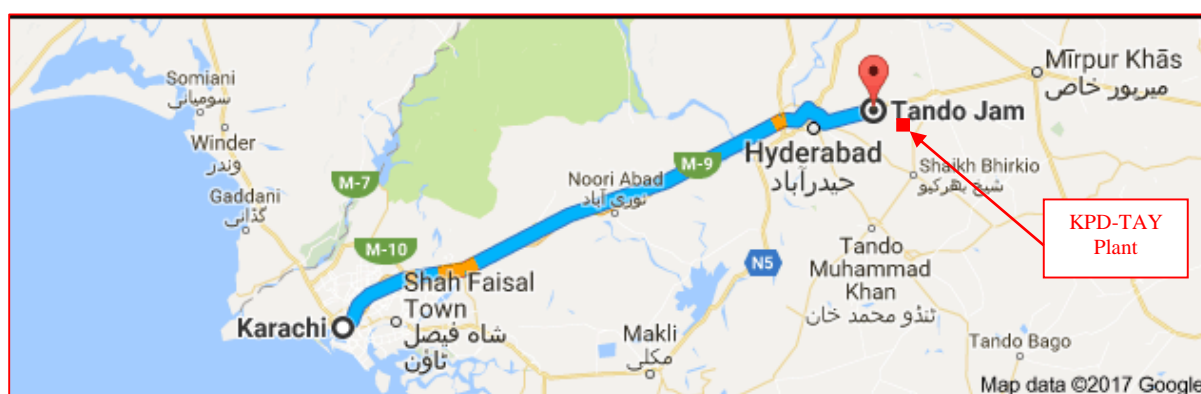 Somiani
سومیانی
Winder
وندر
Gaddani
گڈانی
M-7
M-10
Karachi
Shah Faisal
Town
شاہ فیصل
ٹاؤن
Noori Abad
نوری آباد
M-9
Hyderabad
حیدرآباد
Tando Jam
Mīrpur Khās
میرپور خاص
Shaikh Bhirkio
شیخ بھرکیو
KPD-TAY
Plant
N5
Tando
Muhammad
Khan
ٹنڈو محمد خان
Makli
مکلی
Tando Bago
Map data ©2017 Google